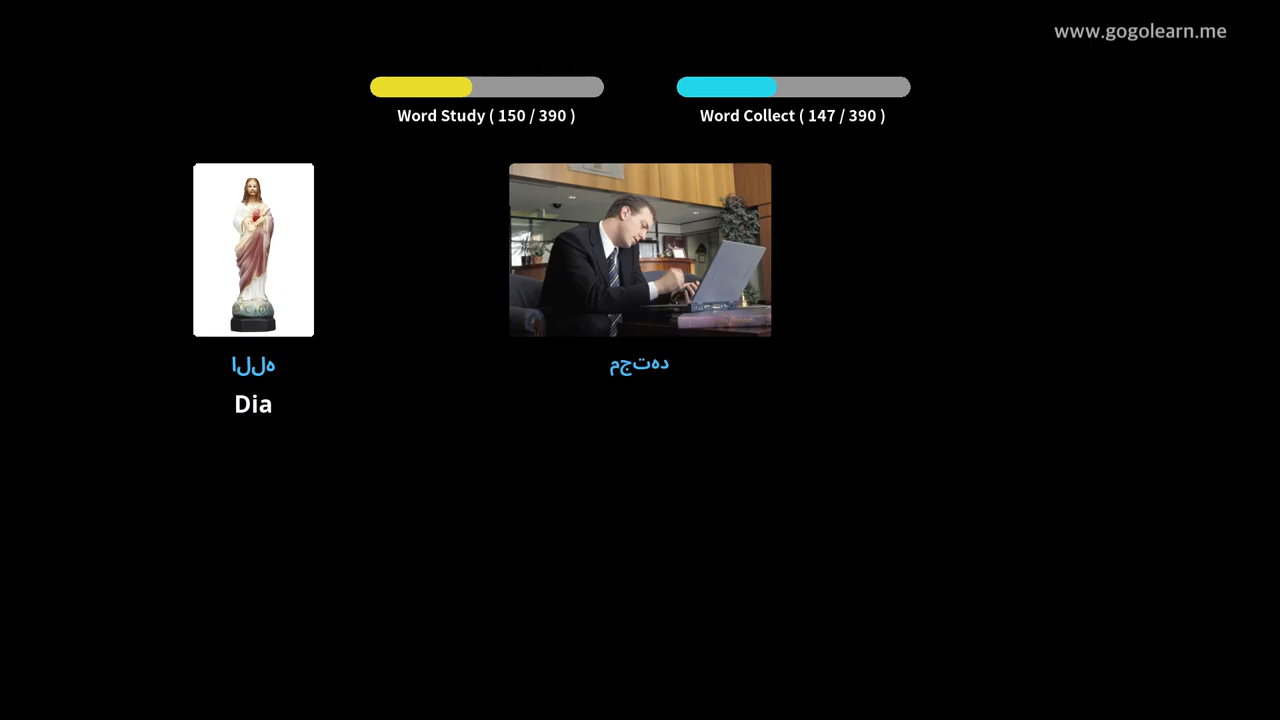 www.gogolearn.me
Word Study ( 150 / 390 )
Word Collect ( 147 / 390 )
الله
Dia
مجتهد